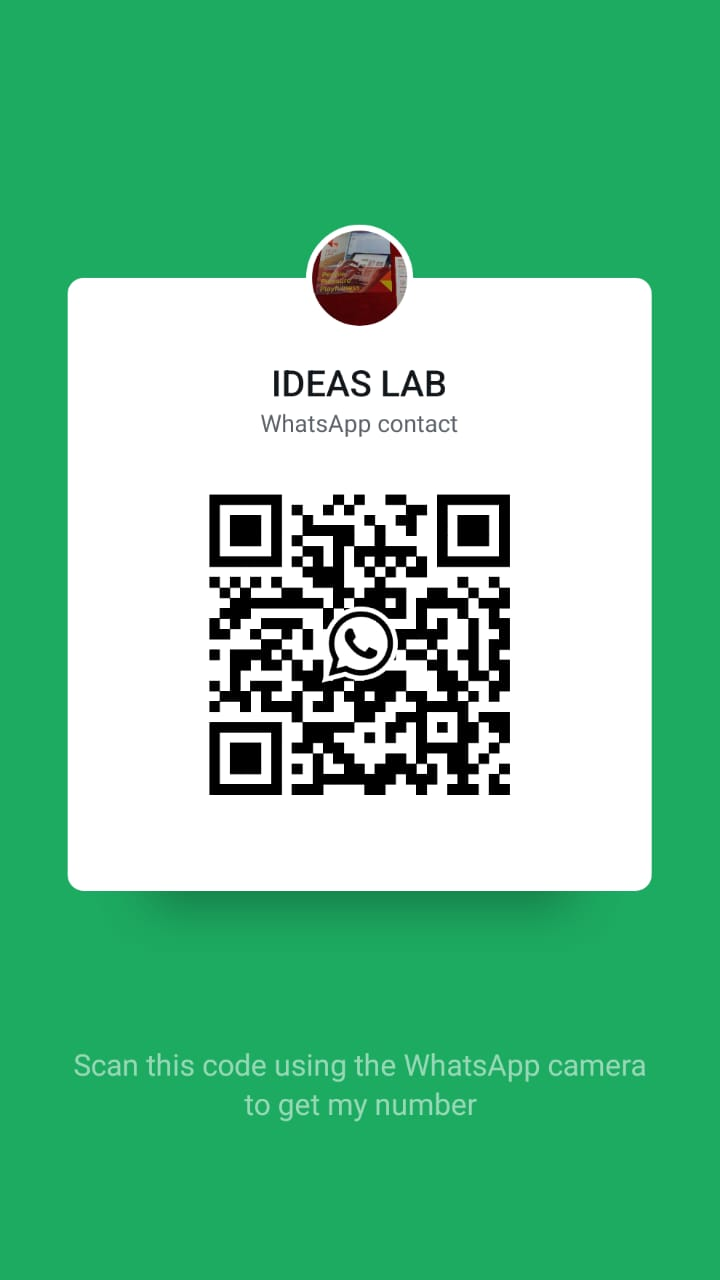 IDEAS LAB
WhatsApp contact
Scan this code using the WhatsApp camera
to get my number